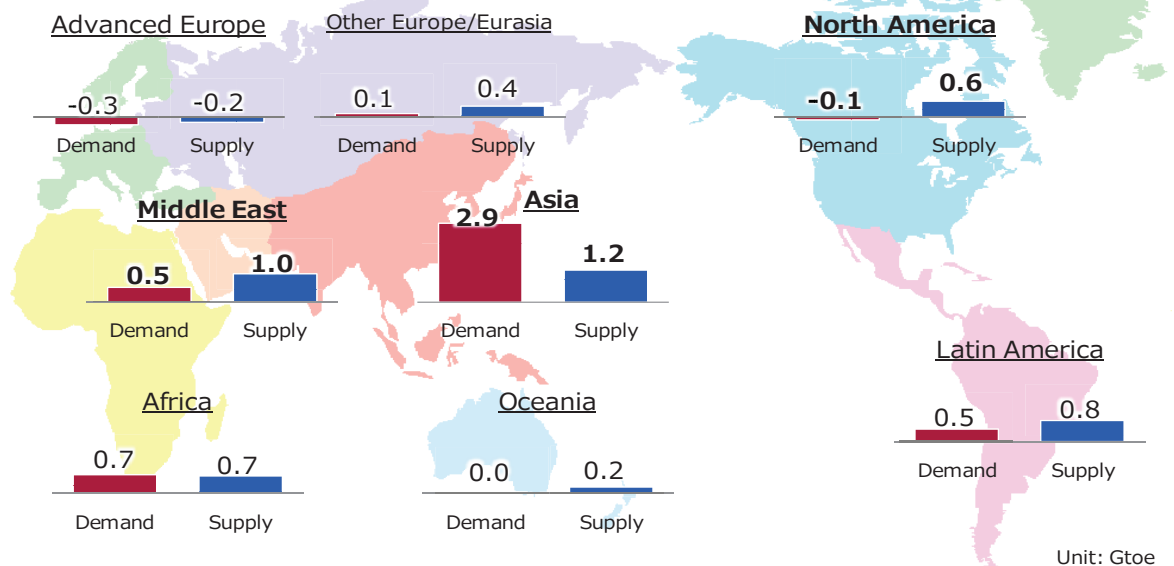 Advanced Europe
-0.3
-0.2
Demand
Supply
Other Europe/Eurasia
0.1
0.4
Demand
Supply
North America
-0.1
0.6
Demand
Supply
Middle East
0.5
1.0
Demand
Supply
Asia
2.9
1.2
Demand
Supply
Latin America
0.5
0.8
Demand
Supply
Africa
0.7
0.7
Demand
Supply
Oceania
0.0
0.2
Demand
Supply
Unit: Gtoe